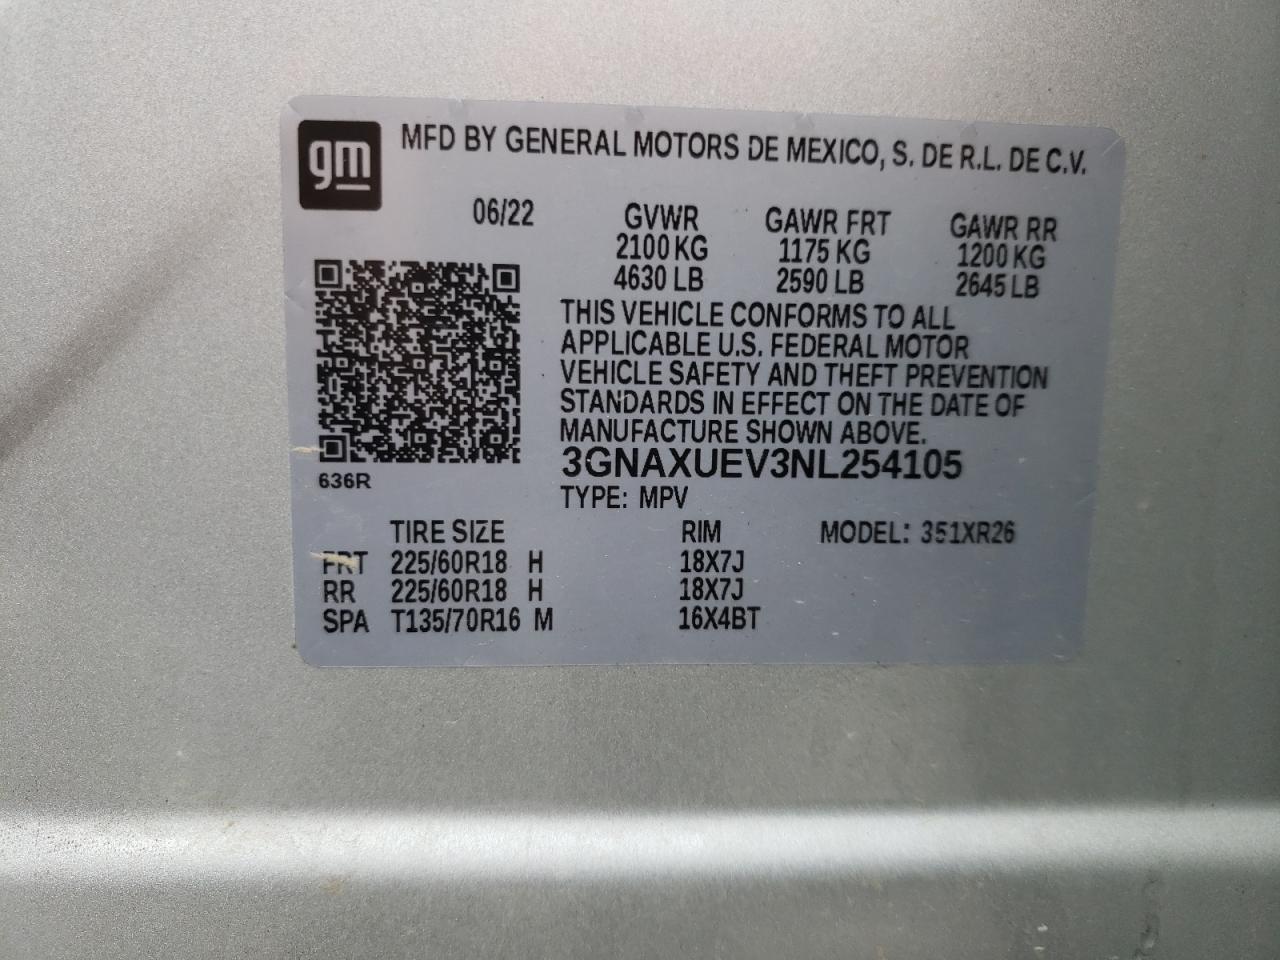 gm
MFD BY GENERAL MOTORS DE MEXICO, S. DE R.L. DE C.V.
06/22 GVWR GAWR FRT GAWR RR
2100 KG 1175 KG 1200 KG
4630 LB 2590 LB 2645 LB
THIS VEHICLE CONFORMS TO ALL
APPLICABLE U.S. FEDERAL MOTOR
VEHICLE SAFETY AND THEFT PREVENTION
STANDARDS IN EFFECT ON THE DATE OF
MANUFACTURE SHOWN ABOVE.
3GNAXUEV3NL254105
636R
TYPE: MPV
TIRE SIZE RIM MODEL: 351XR26
FRT 225/60R18 H 18X7J
RR 225/60R18 H 18X7J
SPA T135/70R16 M 16X4BT